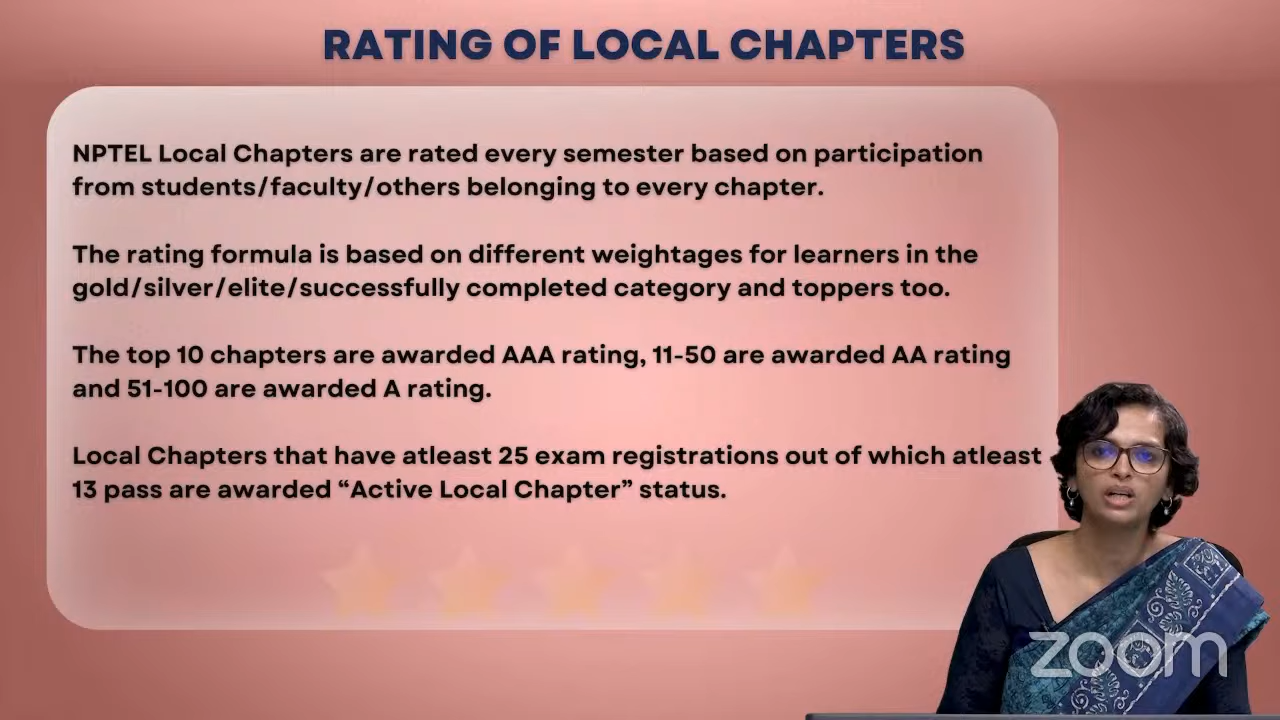 RATING OF LOCAL CHAPTERS
NPTEL Local Chapters are rated every semester based on participation
from students/faculty/others belonging to every chapter.
The rating formula is based on different weightages for learners in the
gold/silver/elite/successfully completed category and toppers too.
The top 10 chapters are awarded AAA rating, 11-50 are awarded AA rating
and 51-100 are awarded A rating.
Local Chapters that have atleast 25 exam registrations out of which atleast
13 pass are awarded “Active Local Chapter” status.
zoom